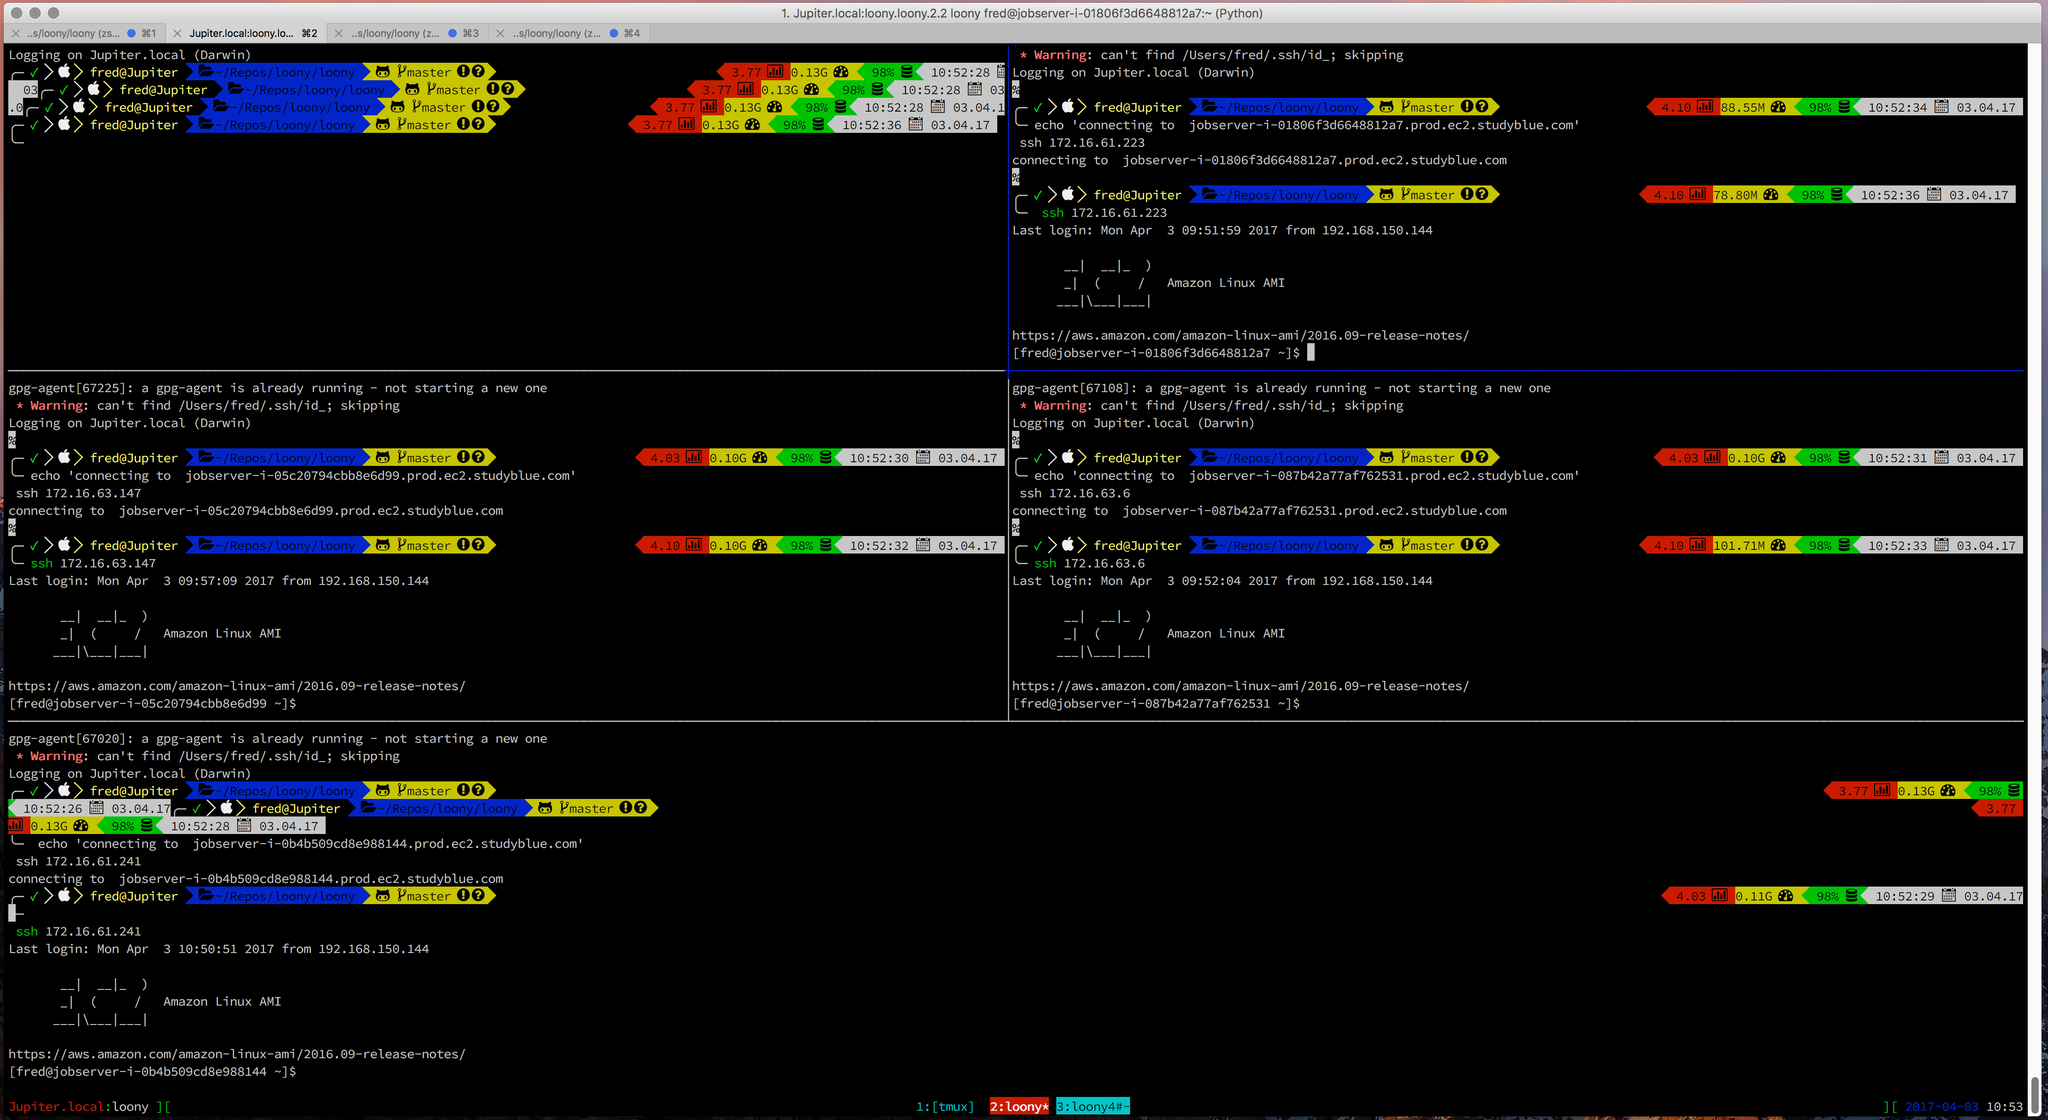 1. Jupiter.local:loony.loony.2.2 loony fred@jobserver-i-01806f3d6648812a7:~ (Python)
..s/loony/loony (zs... ⌘1
Jupiter.local:loony.lo... ⌘2
..s/loony/loony (z... ⌘3
..s/loony/loony (z... ⌘4
Logging on Jupiter.local (Darwin)
✓ fred@Jupiter ~/Repos/loony/loony master 3.77 0.13G 98% 10:52:28
03 ✓ fred@Jupiter ~/Repos/loony/loony master 3.77 0.13G 98% 10:52:28 03
.0 ✓ fred@Jupiter ~/Repos/loony/loony master 3.77 0.13G 98% 10:52:28 03.04.1
✓ fred@Jupiter ~/Repos/loony/loony master 3.77 0.13G 98% 10:52:36 03.04.17
* Warning: can't find /Users/fred/.ssh/id_; skipping
Logging on Jupiter.local (Darwin)
%
✓ fred@Jupiter ~/Repos/loony/loony master 4.10 88.55M 98% 10:52:34 03.04.17
echo 'connecting to  jobserver-i-01806f3d6648812a7.prod.ec2.studyblue.com'
ssh 172.16.61.223
connecting to  jobserver-i-01806f3d6648812a7.prod.ec2.studyblue.com
%
✓ fred@Jupiter ~/Repos/loony/loony master 4.10 78.80M 98% 10:52:36 03.04.17
ssh 172.16.61.223
Last login: Mon Apr  3 09:51:59 2017 from 192.168.150.144
__|  __|_  )
_|  (     /   Amazon Linux AMI
___|\___|___|
https://aws.amazon.com/amazon-linux-ami/2016.09-release-notes/
[fred@jobserver-i-01806f3d6648812a7 ~]$
gpg-agent[67225]: a gpg-agent is already running - not starting a new one
* Warning: can't find /Users/fred/.ssh/id_; skipping
Logging on Jupiter.local (Darwin)
%
✓ fred@Jupiter ~/Repos/loony/loony master 4.03 0.10G 98% 10:52:30 03.04.17
echo 'connecting to  jobserver-i-05c20794cbb8e6d99.prod.ec2.studyblue.com'
ssh 172.16.63.147
connecting to  jobserver-i-05c20794cbb8e6d99.prod.ec2.studyblue.com
%
✓ fred@Jupiter ~/Repos/loony/loony master 4.10 0.10G 98% 10:52:32 03.04.17
ssh 172.16.63.147
Last login: Mon Apr  3 09:57:09 2017 from 192.168.150.144
__|  __|_  )
_|  (     /   Amazon Linux AMI
___|\___|___|
https://aws.amazon.com/amazon-linux-ami/2016.09-release-notes/
[fred@jobserver-i-05c20794cbb8e6d99 ~]$
gpg-agent[67108]: a gpg-agent is already running - not starting a new one
* Warning: can't find /Users/fred/.ssh/id_; skipping
Logging on Jupiter.local (Darwin)
%
✓ fred@Jupiter ~/Repos/loony/loony master 4.03 0.10G 98% 10:52:31 03.04.17
echo 'connecting to  jobserver-i-087b42a77af762531.prod.ec2.studyblue.com'
ssh 172.16.63.6
connecting to  jobserver-i-087b42a77af762531.prod.ec2.studyblue.com
%
✓ fred@Jupiter ~/Repos/loony/loony master 4.10 101.71M 98% 10:52:33 03.04.17
ssh 172.16.63.6
Last login: Mon Apr  3 09:52:04 2017 from 192.168.150.144
__|  __|_  )
_|  (     /   Amazon Linux AMI
___|\___|___|
https://aws.amazon.com/amazon-linux-ami/2016.09-release-notes/
[fred@jobserver-i-087b42a77af762531 ~]$
gpg-agent[67020]: a gpg-agent is already running - not starting a new one
* Warning: can't find /Users/fred/.ssh/id_; skipping
Logging on Jupiter.local (Darwin)
✓ fred@Jupiter ~/Repos/loony/loony master 3.77 0.13G 98%
10:52:26 03.04.17 ✓ fred@Jupiter ~/Repos/loony/loony master 3.77
0.13G 98% 10:52:28 03.04.17
echo 'connecting to  jobserver-i-0b4b509cd8e988144.prod.ec2.studyblue.com'
ssh 172.16.61.241
connecting to  jobserver-i-0b4b509cd8e988144.prod.ec2.studyblue.com
✓ fred@Jupiter ~/Repos/loony/loony master 4.03 0.11G 98% 10:52:29 03.04.17
ssh 172.16.61.241
Last login: Mon Apr  3 10:50:51 2017 from 192.168.150.144
__|  __|_  )
_|  (     /   Amazon Linux AMI
___|\___|___|
https://aws.amazon.com/amazon-linux-ami/2016.09-release-notes/
[fred@jobserver-i-0b4b509cd8e988144 ~]$
Jupiter.local:loony ][ 1:[tmux] 2:loony* 3:loony4#- ][ 2017-04-03 10:53